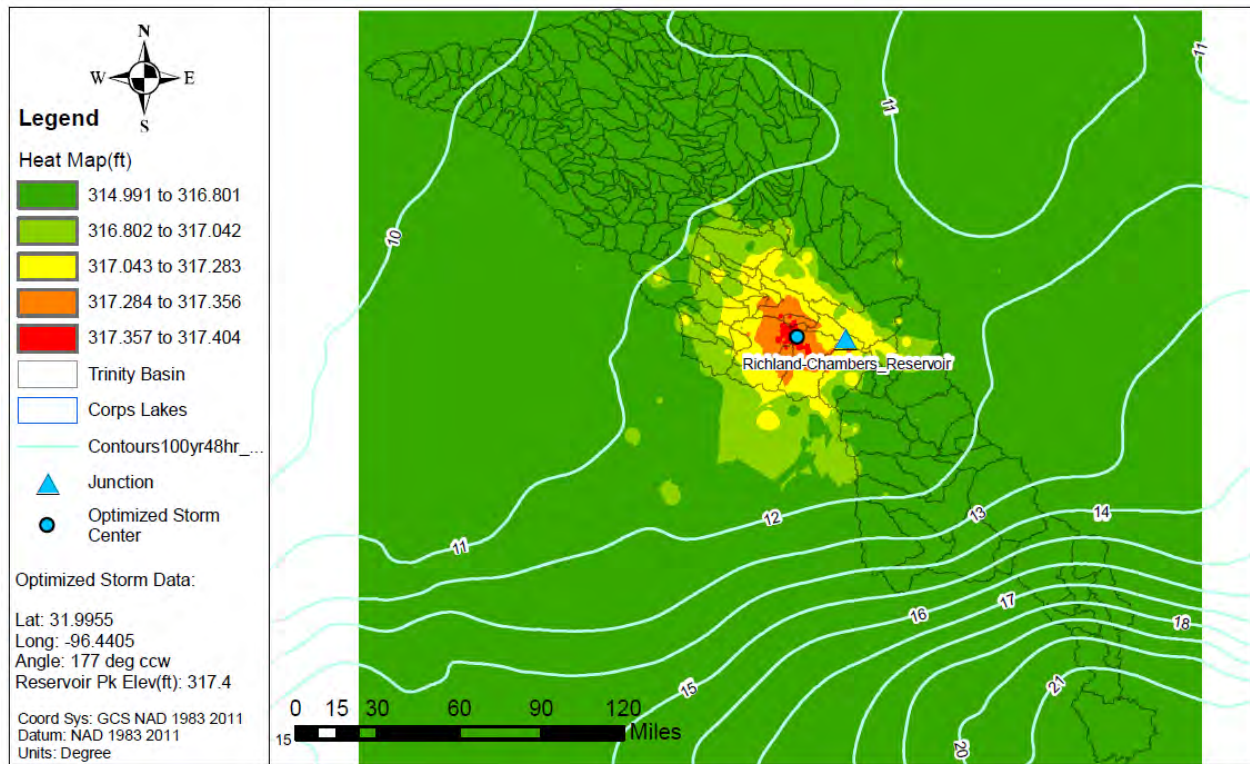 N
W E
S
Legend
Heat Map(ft)
314.991 to 316.801
316.802 to 317.042
317.043 to 317.283
317.284 to 317.356
317.357 to 317.404
Trinity Basin
Corps Lakes
Contours100yr48hr_...
Junction
Optimized Storm
Center
Optimized Storm Data:
Lat: 31.9955
Long: -96.4405
Angle: 177 deg ccw
Reservoir Pk Elev(ft): 317.4
Coord Sys: GCS NAD 1983 2011
Datum: NAD 1983 2011
Units: Degree
11
11
10
Richland-Chambers_Reservoir
12
13
14
11
16
17
18
15
21
20
15
0 15 30 60 90 120
Miles